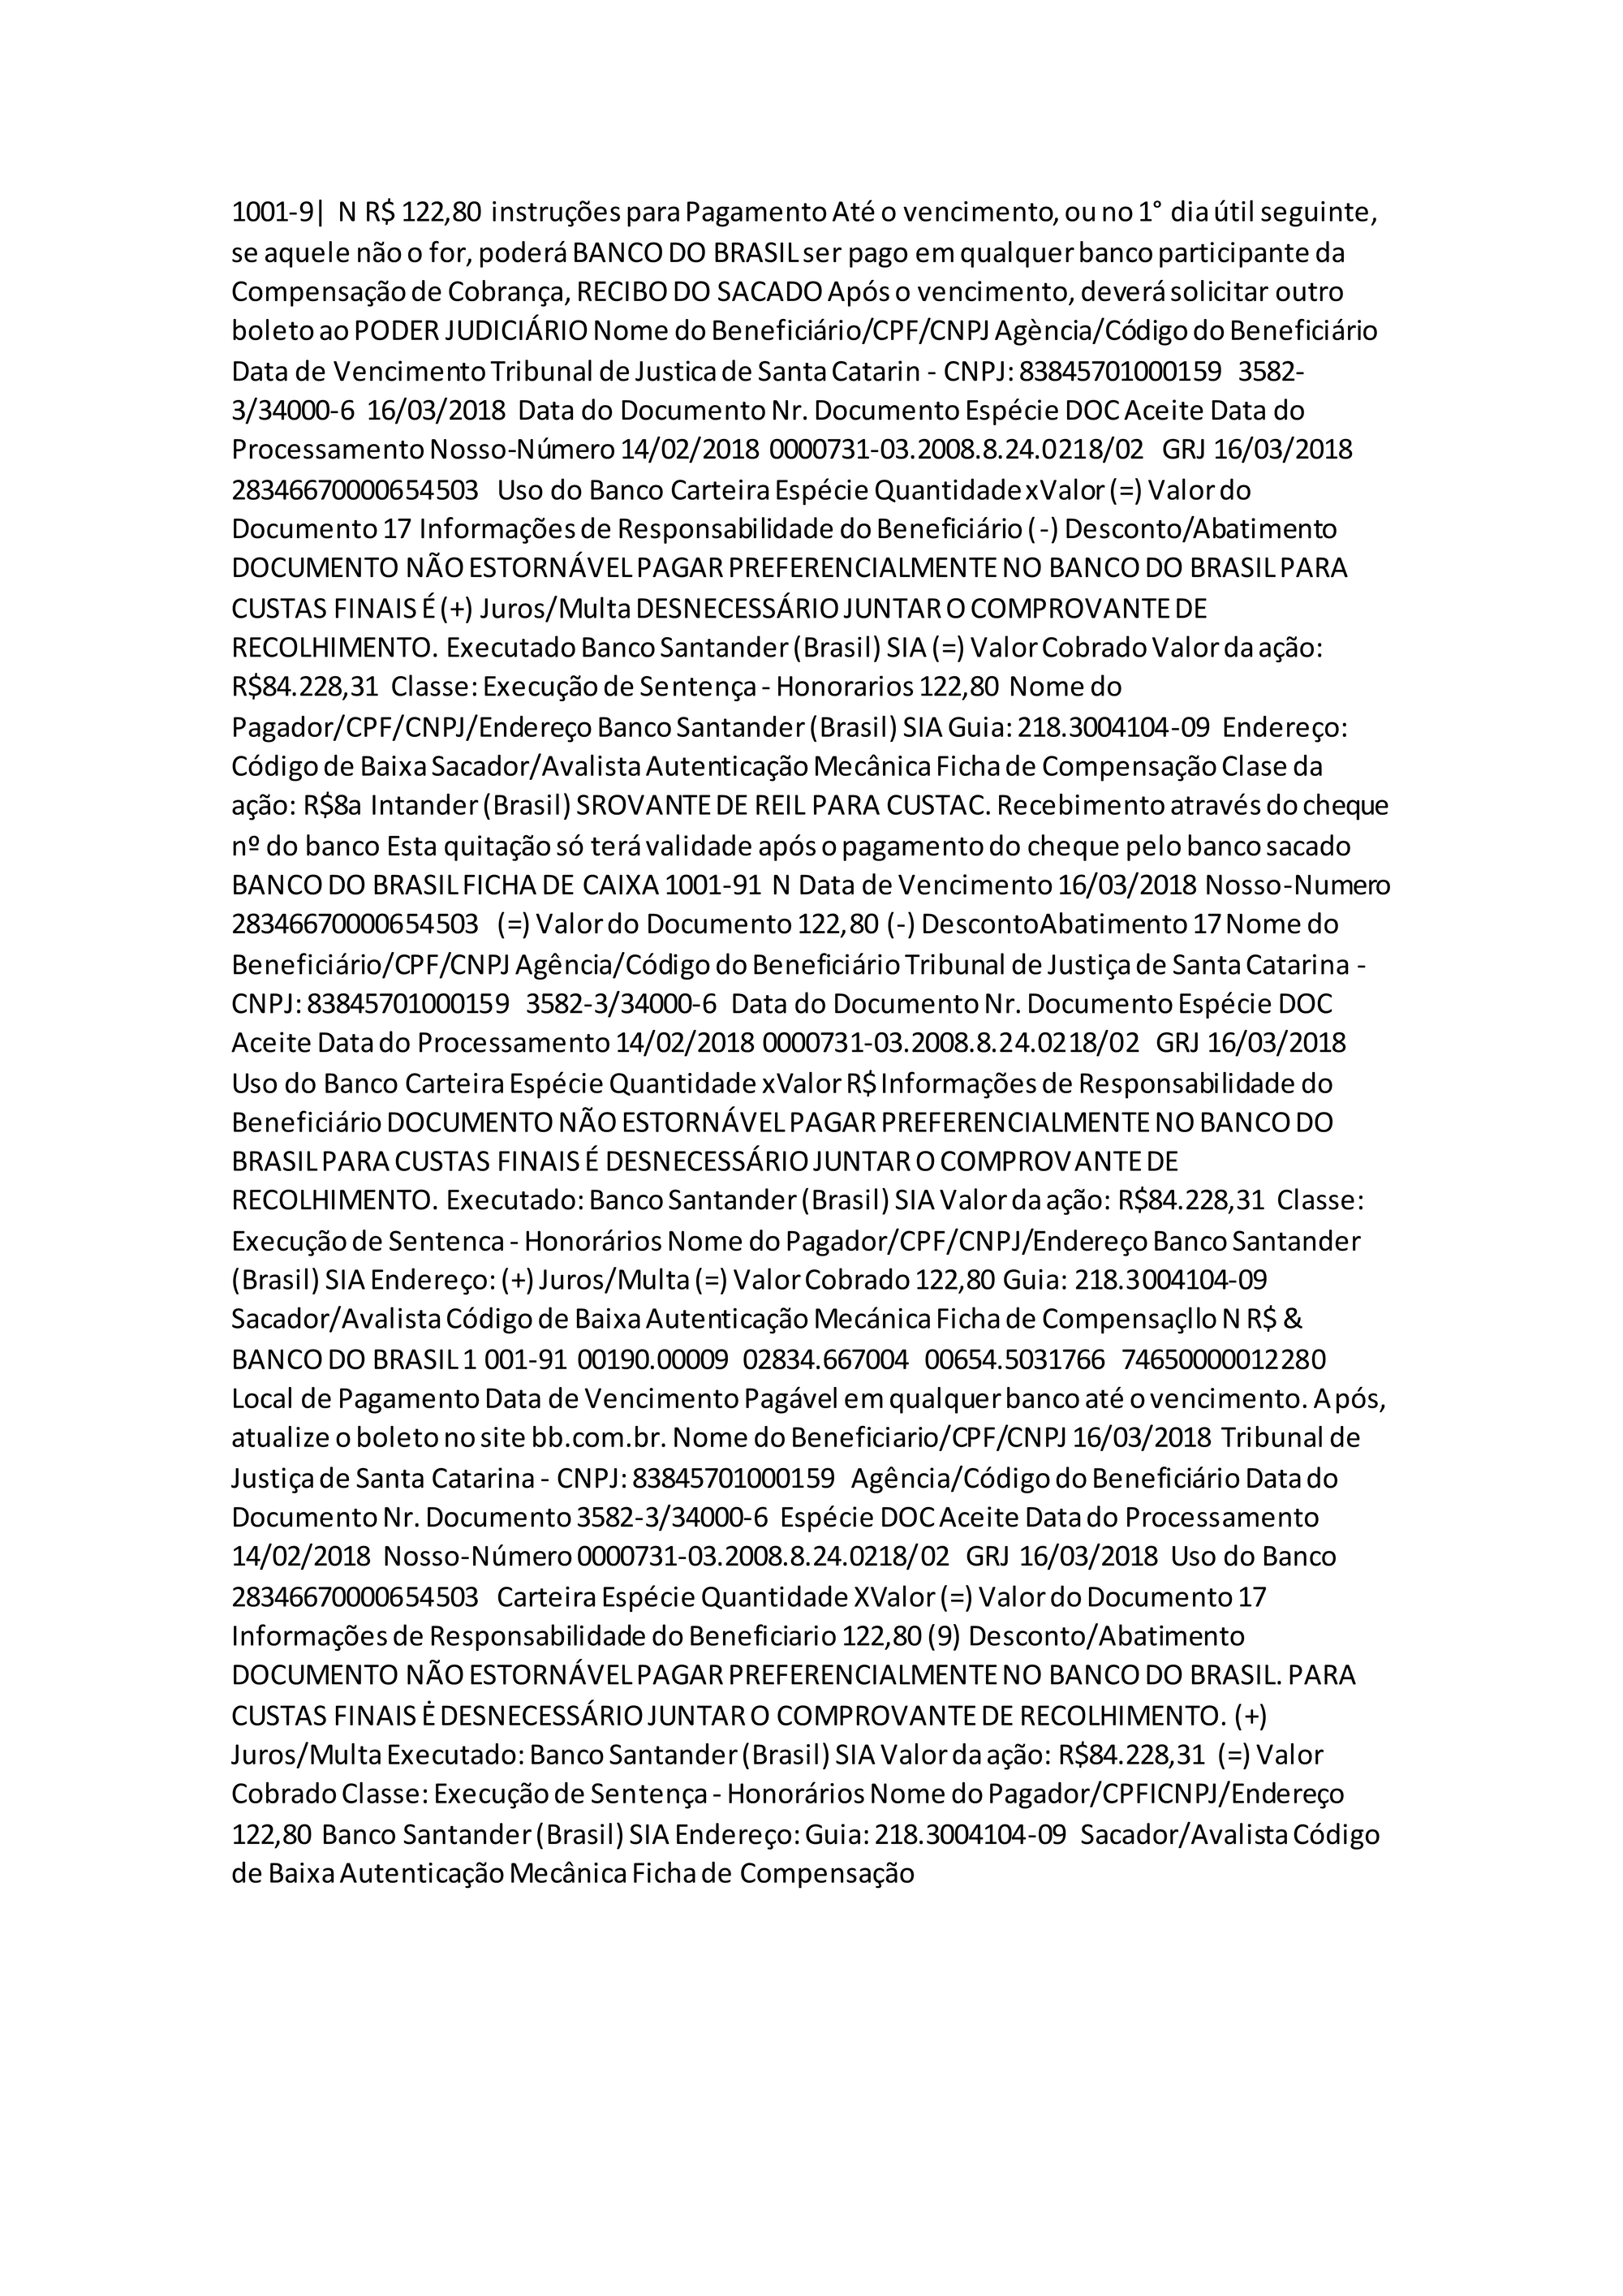 1001-9| N R$ 122,80 instruções para Pagamento Até o vencimento, ou no 1° dia útil seguinte,
se aquele não o for, poderá BANCO DO BRASIL ser pago em qualquer banco participante da
Compensação de Cobrança, RECIBO DO SACADO Após o vencimento, deverá solicitar outro
boleto ao PODER JUDICIÁRIO Nome do Beneficiário/CPF/CNPJ Agència/Código do Beneficiário
Data de Vencimento Tribunal de Justica de Santa Catarin - CNPJ: 83845701000159 3582-
3/34000-6 16/03/2018 Data do Documento Nr. Documento Espécie DOC Aceite Data do
Processamento Nosso-Número 14/02/2018 0000731-03.2008.8.24.0218/02 GRJ 16/03/2018
28346670000654503 Uso do Banco Carteira Espécie Quantidade xValor (=) Valor do
Documento 17 Informações de Responsabilidade do Beneficiário (-) Desconto/Abatimento
DOCUMENTO NÃO ESTORNÁVEL PAGAR PREFERENCIALMENTE NO BANCO DO BRASIL PARA
CUSTAS FINAIS É (+) Juros/Multa DESNECESSÁRIO JUNTAR O COMPROVANTE DE
RECOLHIMENTO. Executado Banco Santander (Brasil) SIA (=) Valor Cobrado Valor da ação:
R$84.228,31 Classe: Execução de Sentença - Honorarios 122,80 Nome do
Pagador/CPF/CNPJ/Endereço Banco Santander (Brasil) SIA Guia: 218.3004104-09 Endereço:
Código de Baixa Sacador/Avalista Autenticação Mecânica Ficha de Compensação Clase da
ação: R$8a Intander (Brasil) SROVANTE DE REIL PARA CUSTAC. Recebimento através do cheque
nº do banco Esta quitação só terá validade após o pagamento do cheque pelo banco sacado
BANCO DO BRASIL FICHA DE CAIXA 1001-91 N Data de Vencimento 16/03/2018 Nosso-Numero
28346670000654503 (=) Valor do Documento 122,80 (-) DescontoAbatimento 17 Nome do
Beneficiário/CPF/CNPJ Agência/Código do Beneficiário Tribunal de Justiça de Santa Catarina -
CNPJ: 83845701000159 3582-3/34000-6 Data do Documento Nr. Documento Espécie DOC
Aceite Data do Processamento 14/02/2018 0000731-03.2008.8.24.0218/02 GRJ 16/03/2018
Uso do Banco Carteira Espécie Quantidade xValor R$ Informações de Responsabilidade do
Beneficiário DOCUMENTO NÃO ESTORNÁVEL PAGAR PREFERENCIALMENTE NO BANCO DO
BRASIL PARA CUSTAS FINAIS É DESNECESSÁRIO JUNTAR O COMPROVANTE DE
RECOLHIMENTO. Executado: Banco Santander (Brasil) SIA Valor da ação: R$84.228,31 Classe:
Execução de Sentenca - Honorários Nome do Pagador/CPF/CNPJ/Endereço Banco Santander
(Brasil) SIA Endereço: (+) Juros/Multa (=) Valor Cobrado 122,80 Guia: 218.3004104-09
Sacador/Avalista Código de Baixa Autenticação Mecánica Ficha de Compensaçllo N R$ &
BANCO DO BRASIL 1 001-91 00190.00009 02834.667004 00654.5031766 74650000012280
Local de Pagamento Data de Vencimento Pagável em qualquer banco até o vencimento. Após,
atualize o boleto no site bb.com.br. Nome do Beneficiario/CPF/CNPJ 16/03/2018 Tribunal de
Justiça de Santa Catarina - CNPJ: 83845701000159 Agência/Código do Beneficiário Data do
Documento Nr. Documento 3582-3/34000-6 Espécie DOC Aceite Data do Processamento
14/02/2018 Nosso-Número 0000731-03.2008.8.24.0218/02 GRJ 16/03/2018 Uso do Banco
28346670000654503 Carteira Espécie Quantidade XValor (=) Valor do Documento 17
Informações de Responsabilidade do Beneficiario 122,80 (9) Desconto/Abatimento
DOCUMENTO NÃO ESTORNÁVEL PAGAR PREFERENCIALMENTE NO BANCO DO BRASIL. PARA
CUSTAS FINAIS Ė DESNECESSÁRIO JUNTAR O COMPROVANTE DE RECOLHIMENTO. (+)
Juros/Multa Executado: Banco Santander (Brasil) SIA Valor da ação: R$84.228,31 (=) Valor
Cobrado Classe: Execução de Sentença - Honorários Nome do Pagador/CPFICNPJ/Endereço
122,80 Banco Santander (Brasil) SIA Endereço: Guia: 218.3004104-09 Sacador/Avalista Código
de Baixa Autenticação Mecânica Ficha de Compensação